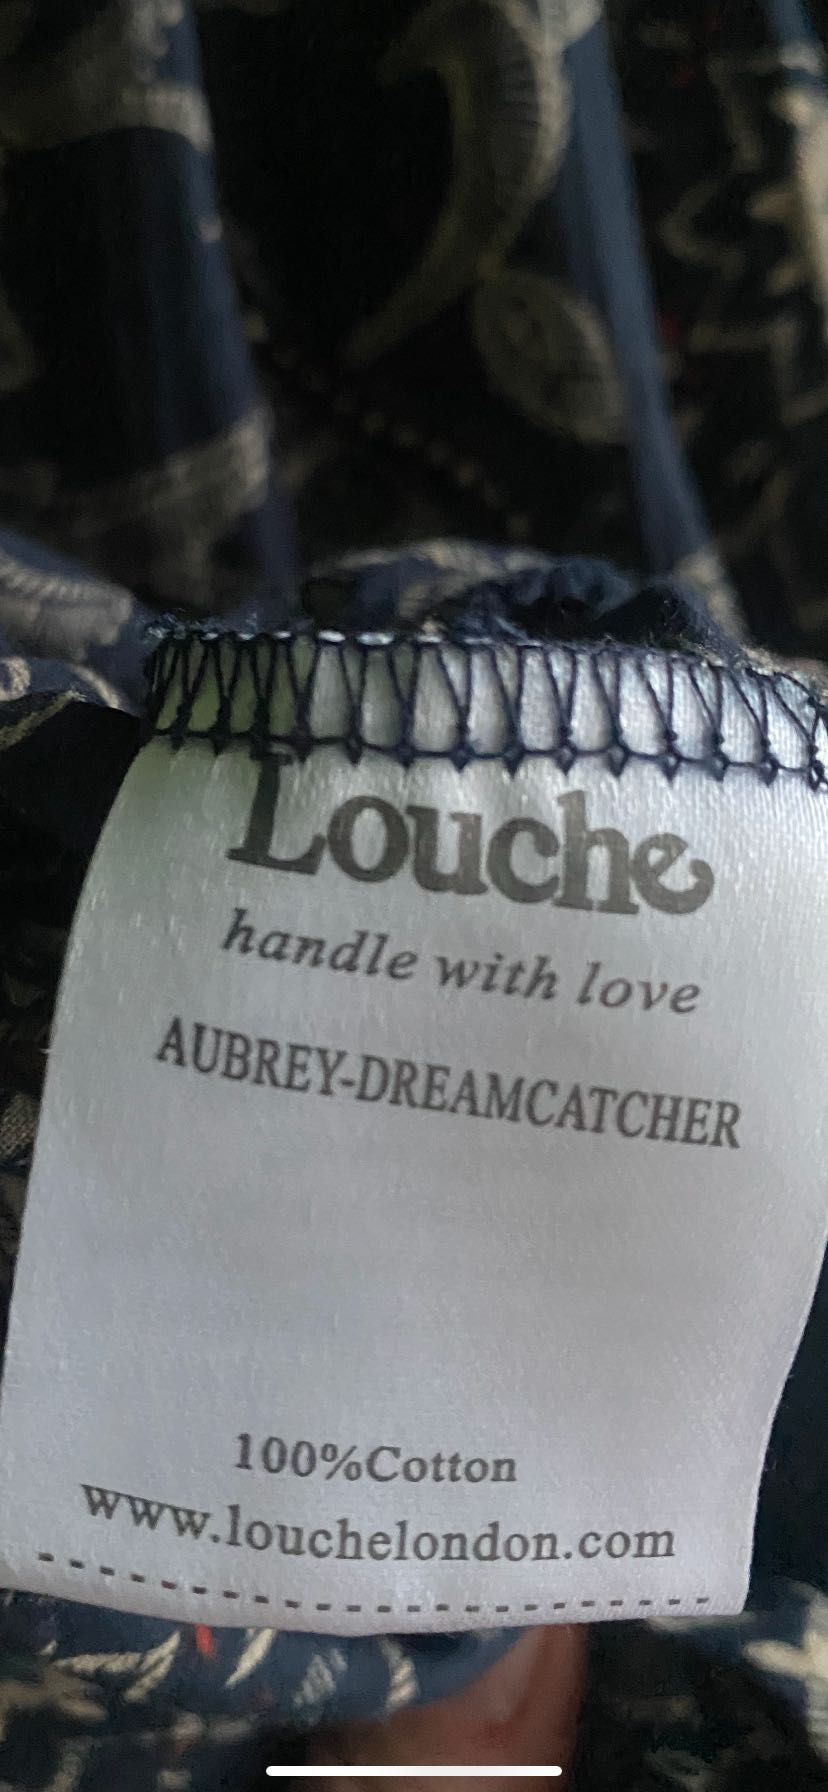 Louche
handle with love
AUBREY-DREAMCATCHER
100%Cotton
www.louchelondon.com